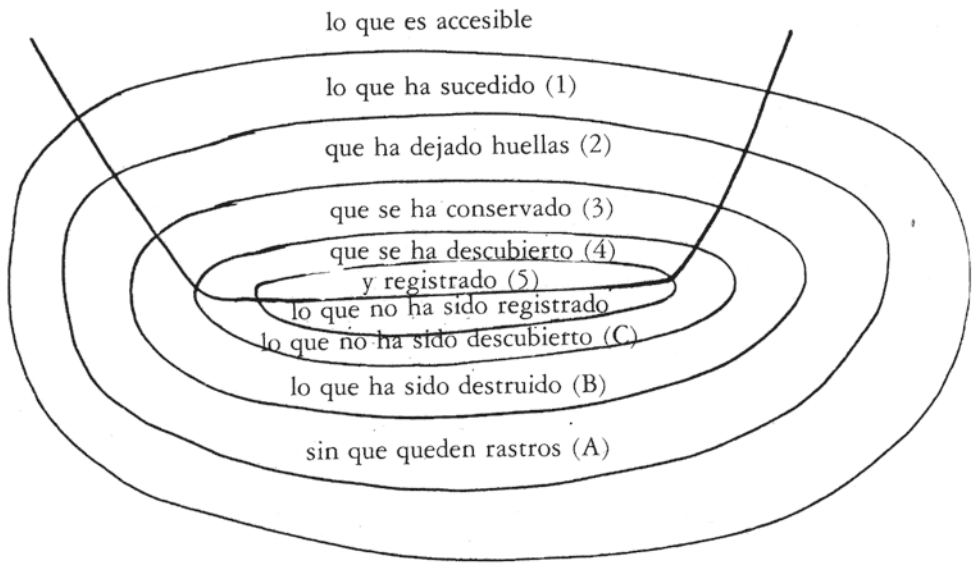 lo que es accesible
lo que ha sucedido (1)
que ha dejado huellas (2)
que se ha conservado (3)
que se ha descubierto (4)
y registrado (5)
lo que no ha sido registrado
lo que no ha sido descubierto (C)
lo que ha sido destruido (B)
sin que queden rastros (A)